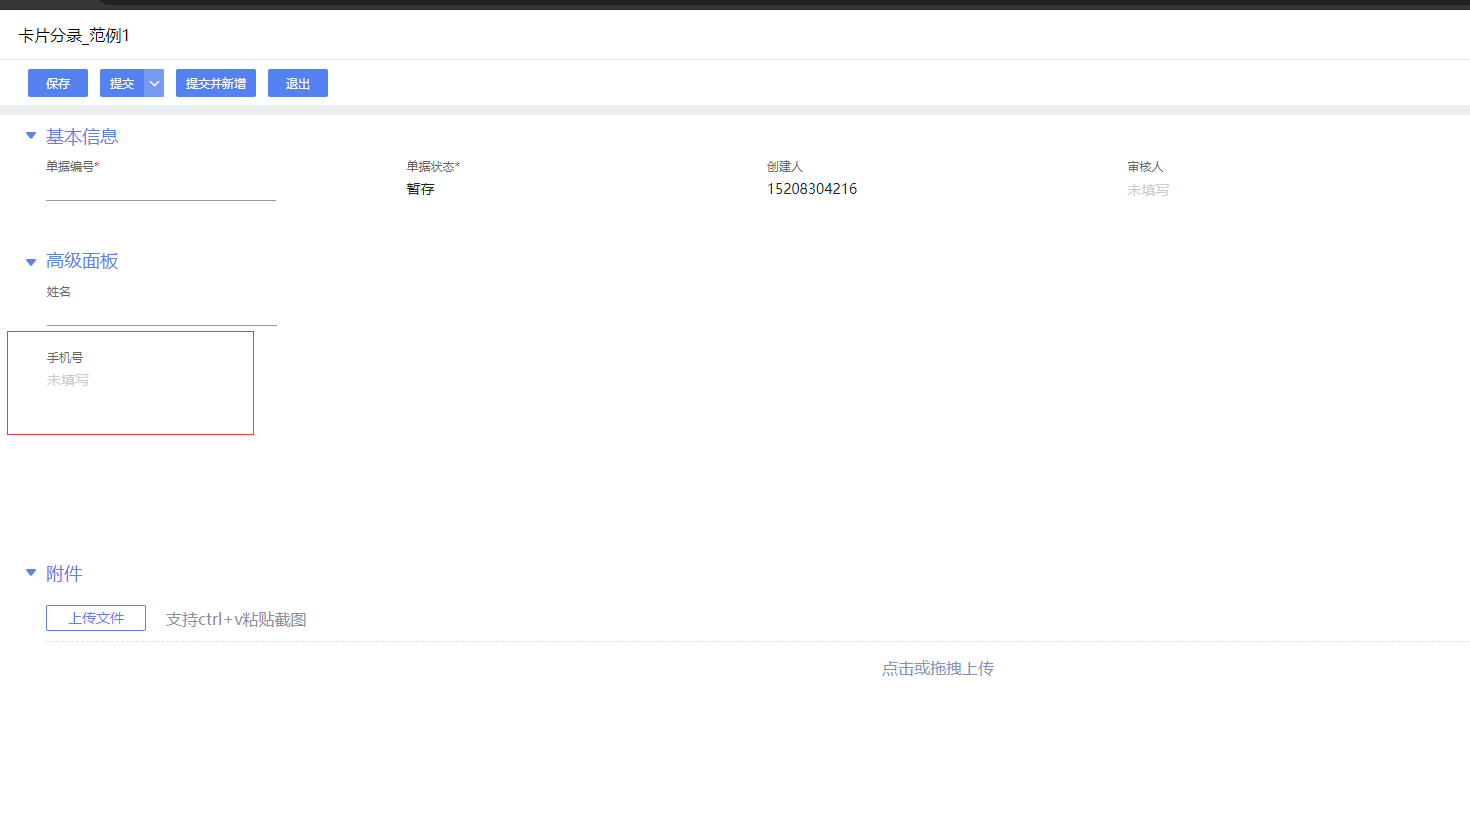 卡片分录_范例1
保存 提交 提交并新增 退出
基本信息
单据编号* 单据状态* 创建人 审核人
暂存 15208304216 未填写
高级面板
姓名
手机号
未填写
附件
上传文件 支持ctrl+v粘贴截图
点击或拖拽上传